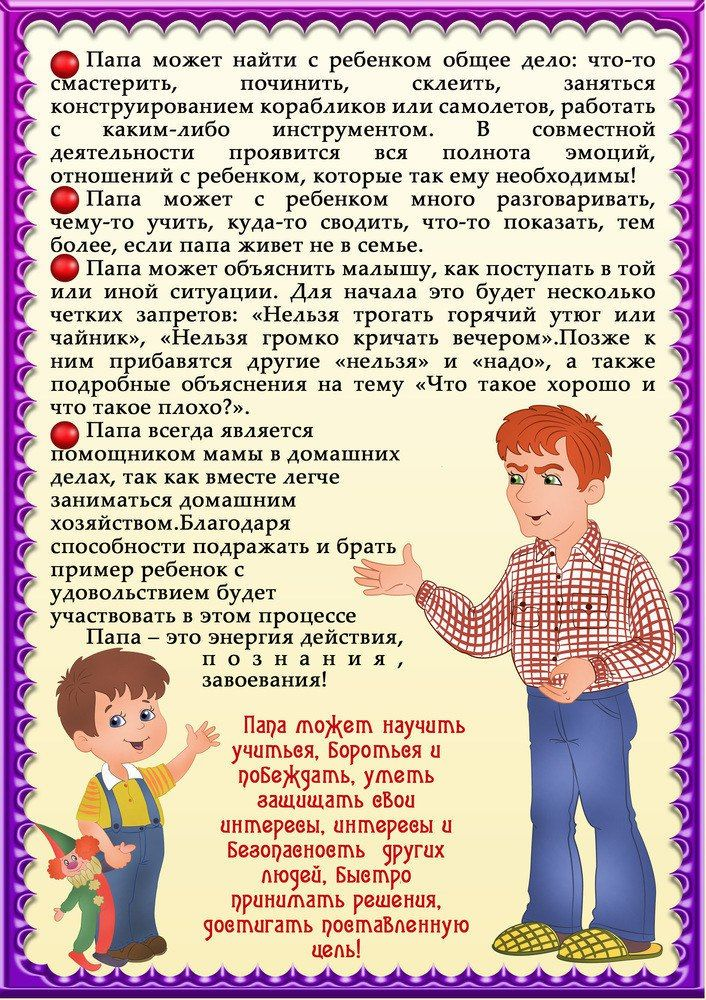 Папа может найти с ребенком общее дело: что-то
смастерить, починить, склеить, заняться
конструированием корабликов или самолетов, работать
с каким-либо инструментом. В совместной
деятельности проявится вся полнота эмоций,
отношений с ребенком, которые так ему необходимы!
Папа может с ребенком много разговаривать,
чему-то учить, куда-то сводить, что-то показать, тем
более, если папа живет не в семье.
Папа может объяснить малышу, как поступать в той
или иной ситуации. Для начала это будет несколько
четких запретов: «Нельзя трогать горячий утюг или
чайник», «Нельзя громко кричать вечером».Позже к
ним прибавятся другие «нельзя» и «надо», а также
подробные объяснения на тему «Что такое хорошо и
что такое плохо?».
Папа всегда является
помощником мамы в домашних
делах, так как вместе легче
заниматься домашним
хозяйством.Благодаря
способности подражать и брать
пример ребенок с
удовольствием будет
участвовать в этом процессе
Папа – это энергия действия,
познания,
завоевания!
Папа может научить
учиться, бороться и
побеждать, уметь
защищать свои
интересы, интересы и
безопасность других
людей, быстро
принимать решения,
достигать поставленную
цель!